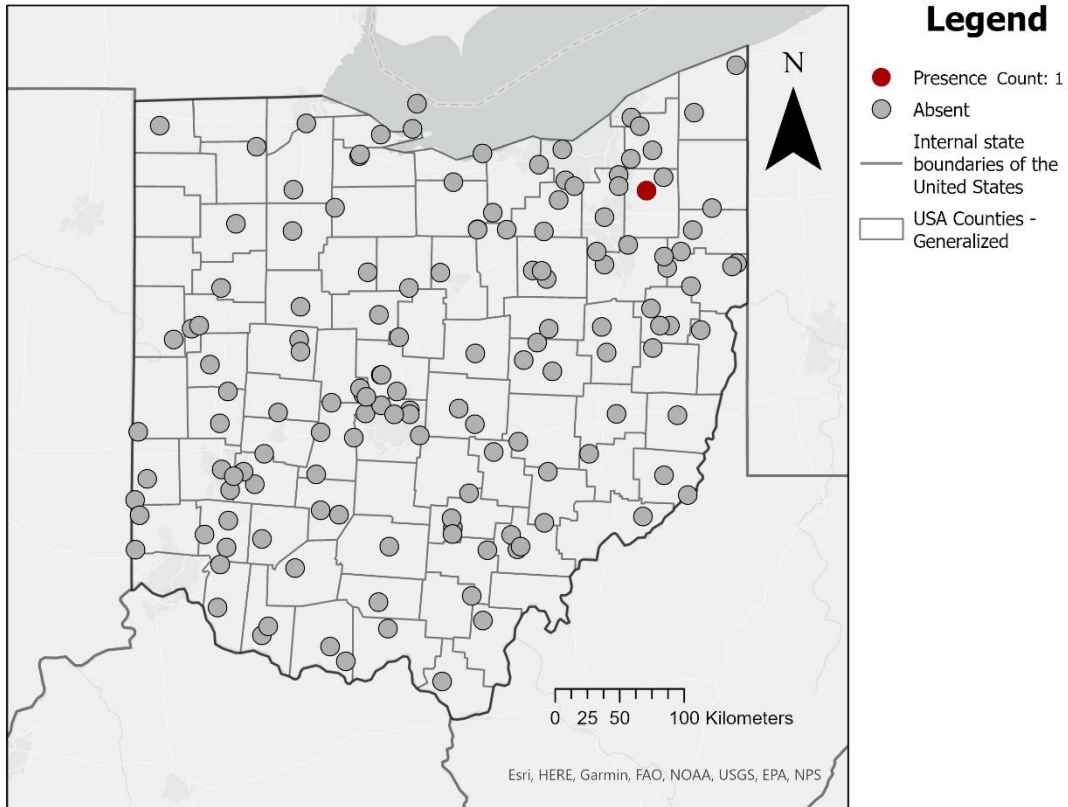 Legend
Presence Count: 1
Absent
Internal state
boundaries of the
United States
USA Counties -
Generalized
N
0 25 50 100 Kilometers
Esri, HERE, Garmin, FAO, NOAA, USGS, EPA, NPS